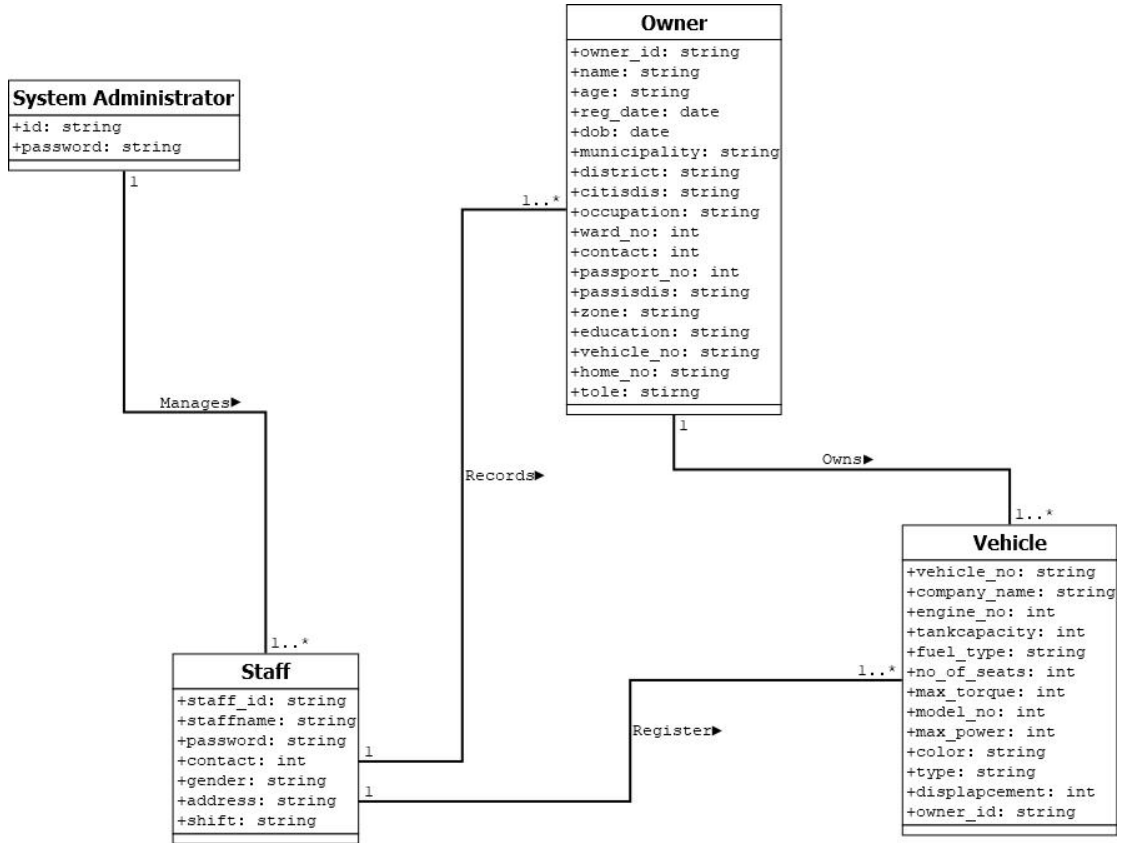 System Administrator
+id: string
+password: string
1
Manages►
1..*
Owner
+owner_id: string
+name: string
+age: string
+reg_date: date
+dob: date
+municipality: string
+district: string
+citisdis: string
+occupation: string
+ward_no: int
+contact: int
+passport_no: int
+passisdis: string
+zone: string
+education: string
+vehicle_no: string
+home_no: string
+tole: stirng
1..*
1
Owns►
1..*
Records►
Staff
+staff_id: string
+staffname: string
+password: string
+contact: int
+gender: string
+address: string
+shift: string
1
1
Register►
1..*
Vehicle
+vehicle_no: string
+company_name: string
+engine_no: int
+tankcapacity: int
+fuel_type: string
+no_of_seats: int
+max_torque: int
+model_no: int
+max_power: int
+color: string
+type: string
+displapcement: int
+owner_id: string